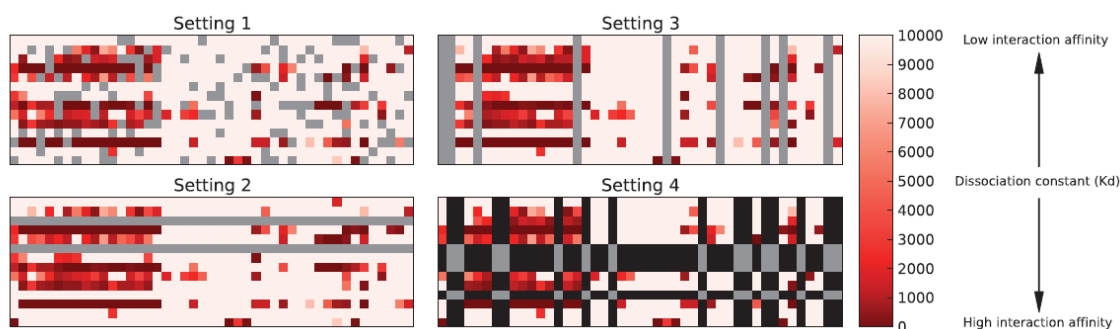 Setting 1
Setting 3
Setting 2
Setting 4
10000
9000
8000
7000
6000
5000
4000
3000
2000
1000
0
Low interaction affinity
Dissociation constant (Kd)
High interaction affinity